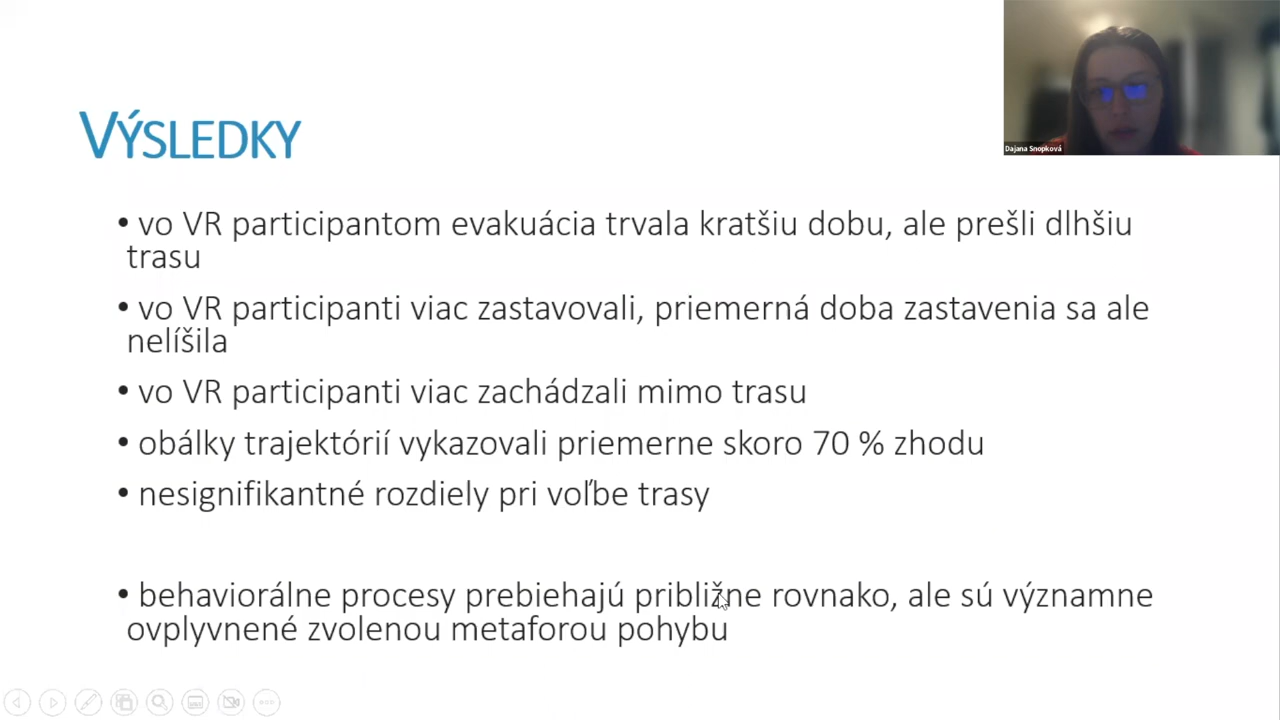 VÝSLEDKY
Dajana Snopková
• vo VR participantom evakuácia trvala kratšiu dobu, ale prešli dlhšiu
trasu
• vo VR participanti viac zastavovali, priemerná doba zastavenia sa ale
nelíšila
• vo VR participanti viac zachádzali mimo trasu
• obálky trajektórií vykazovali priemerne skoro 70 % zhodu
• nesignifikantné rozdiely pri voľbe trasy
• behaviorálne procesy prebiehajú približne rovnako, ale sú významne
ovplyvnené zvolenou metaforou pohybu